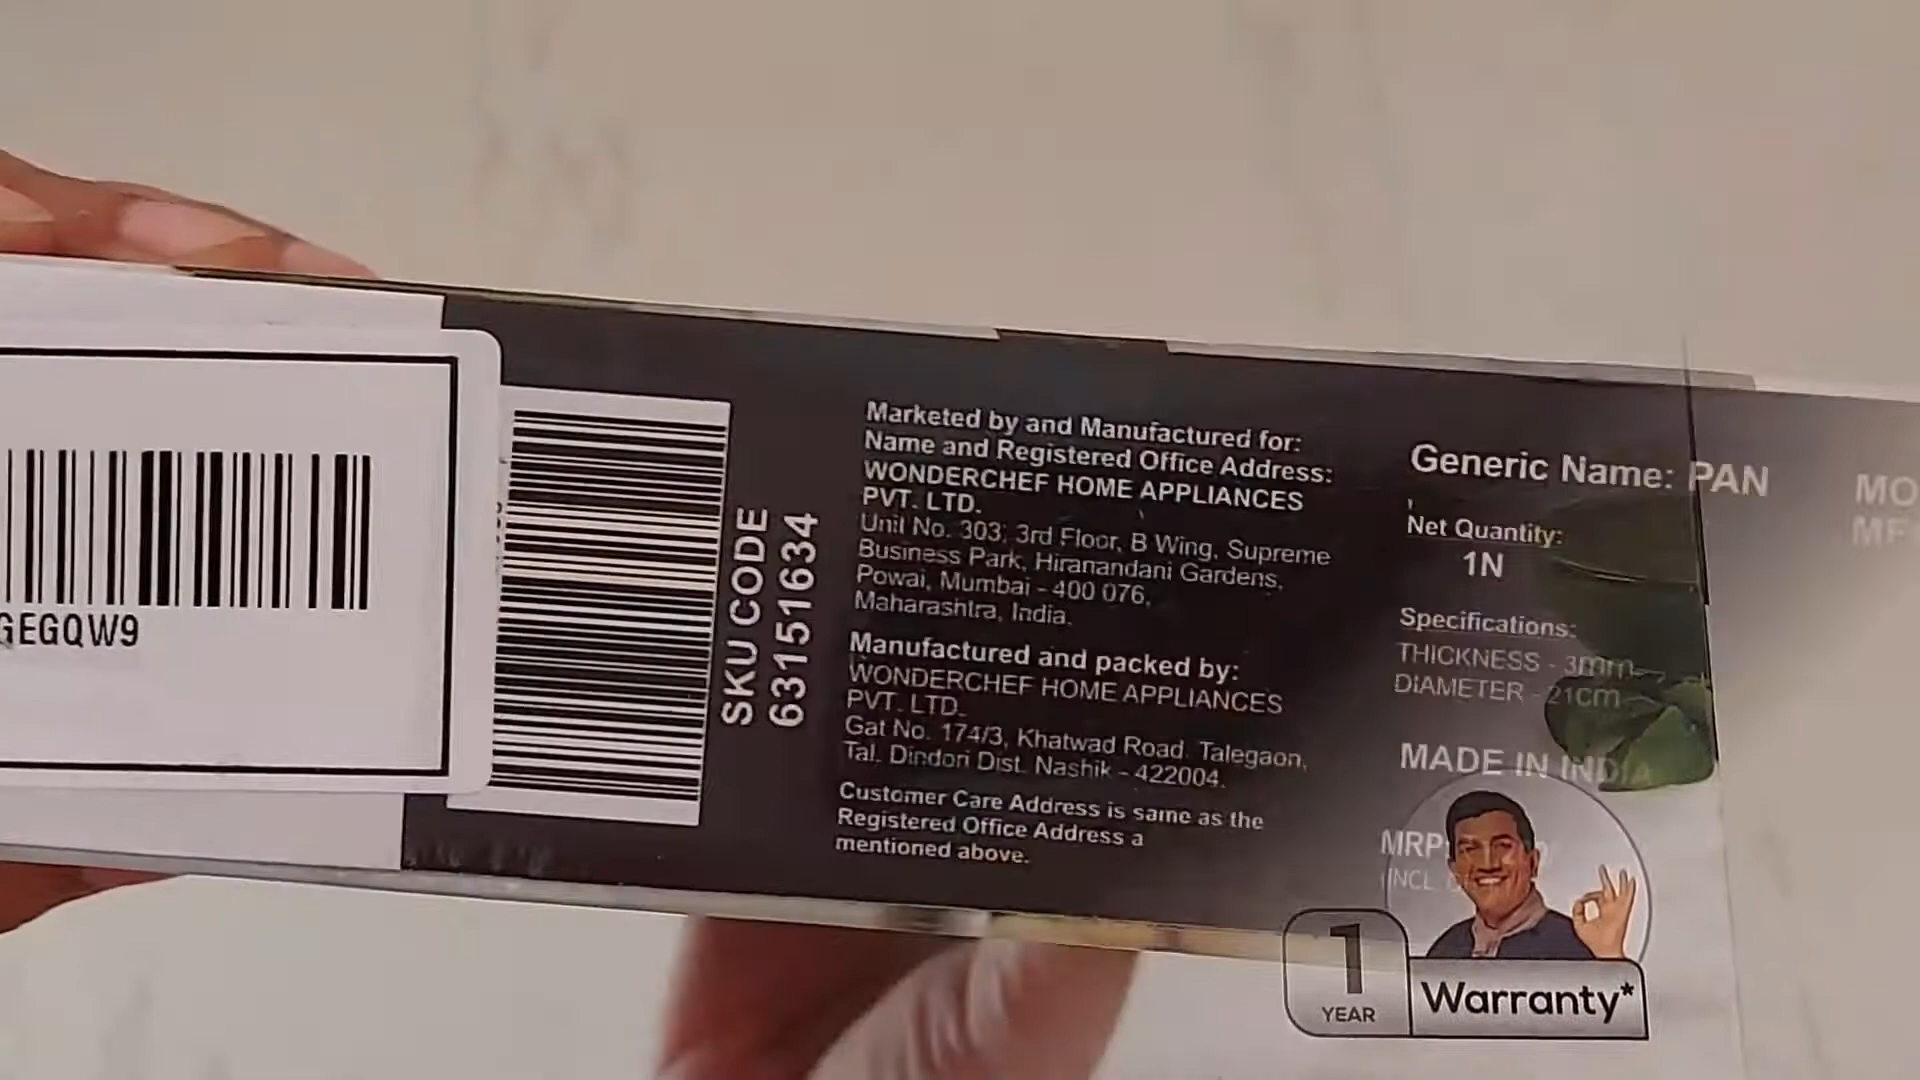 GEGQW9
SKU CODE
63151634
Marketed by and Manufactured for:
Name and Registered Office Address:
WONDERCHEF HOME APPLIANCES
PVT. LTD.
Unit No. 303, 3rd Floor, B Wing, Supreme
Business Park, Hiranandani Gardens,
Powai, Mumbai - 400 076,
Maharashtra, India.
Manufactured and packed by:
WONDERCHEF HOME APPLIANCES
PVT. LTD.
Gat No. 174/3, Khatwad Road. Talegaon,
Tal. Dindori Dist. Nashik - 422004.
Customer Care Address is same as the
Registered Office Address a
mentioned above.
Generic Name: PAN
Net Quantity:
1N
Specifications:
THICKNESS - 3mm
DIAMETER - 21cm
MADE IN INDIA
MRP
INCL.
MO
1
YEAR
Warranty*